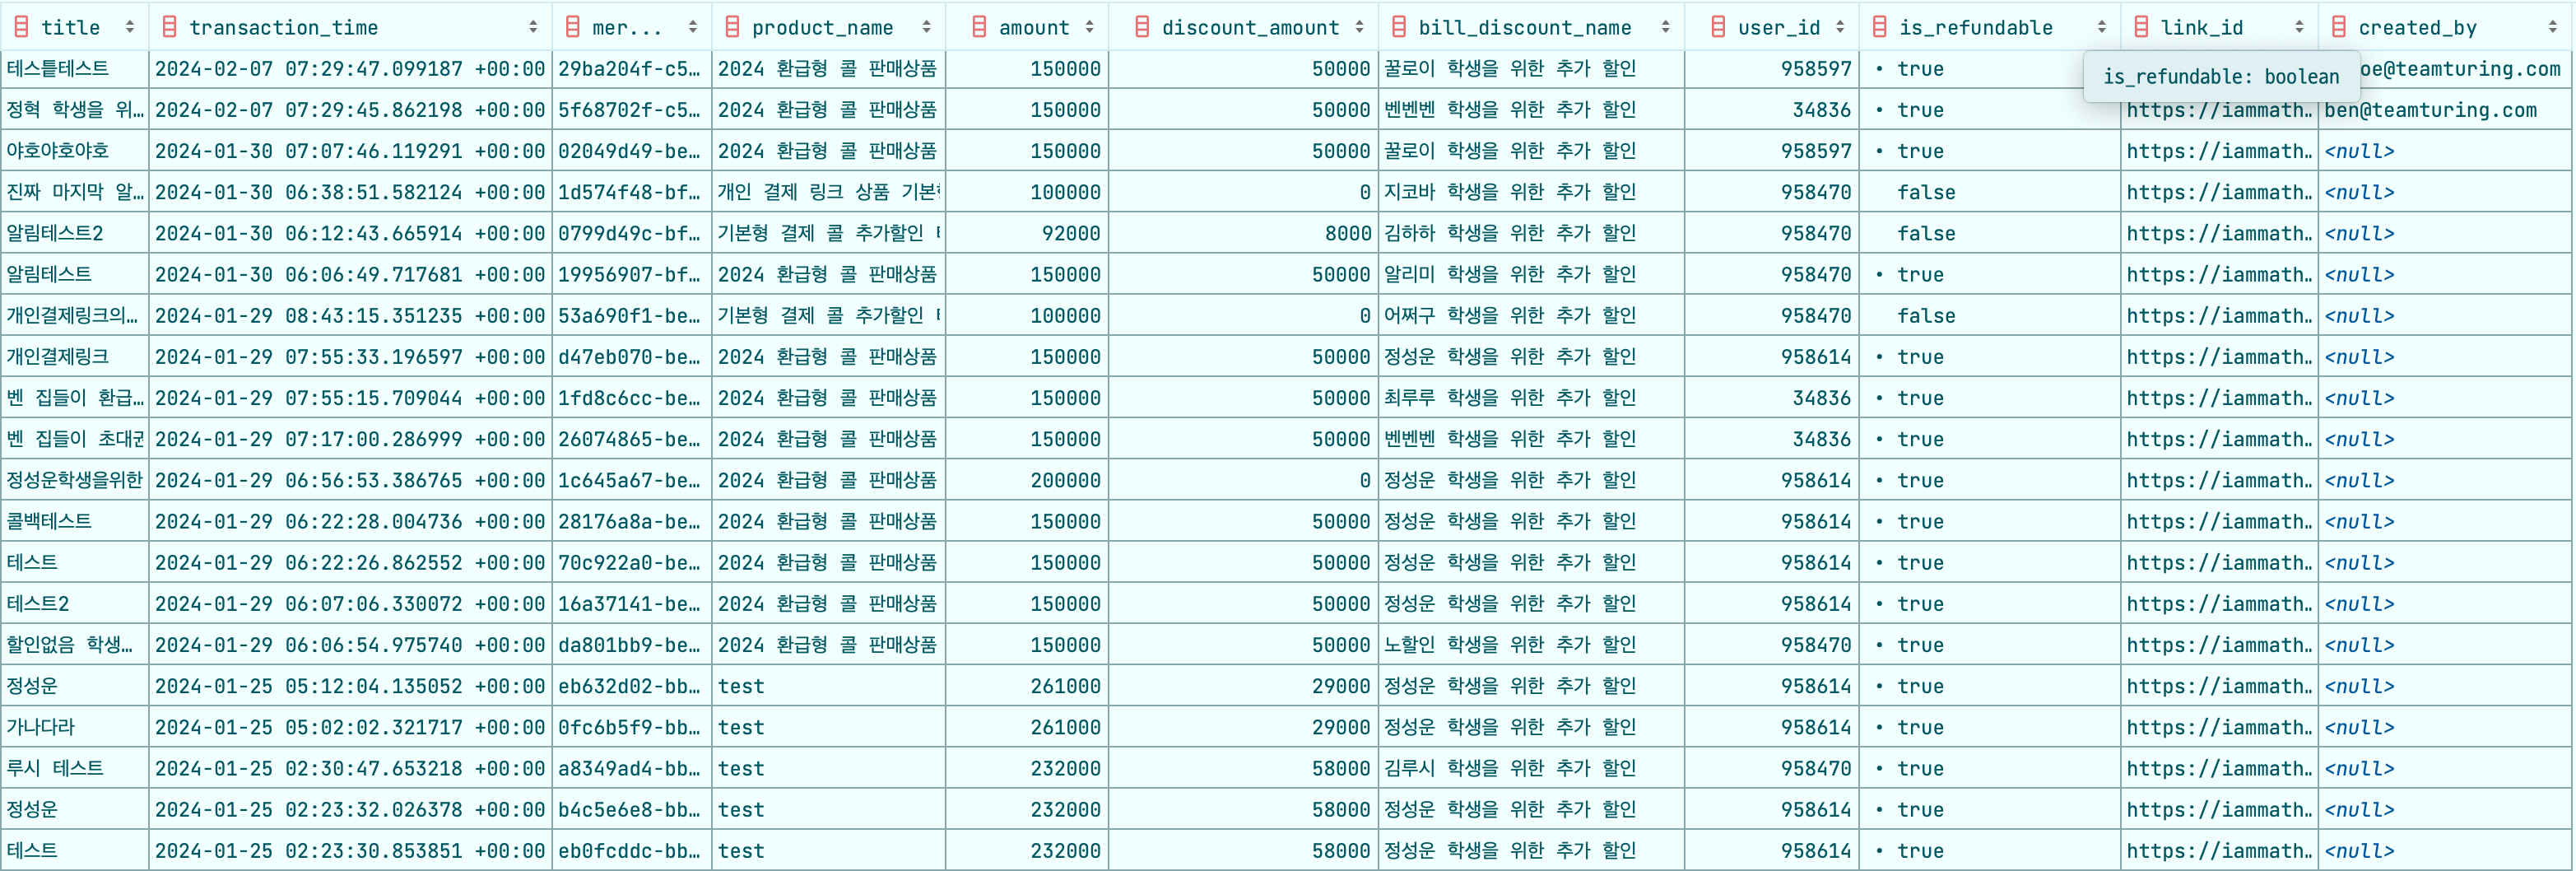 title transaction_time mer... product_name amount discount_amount bill_discount_name user_id is_refundable link_id created_by
테스틑테스트 2024-02-07 07:29:47.099187 +00:00 29ba204f-c5… 2024 환급형 콜 판매상품 150000 50000 꿀로이 학생을 위한 추가 할인 958597 • true oe@teamturing.com
is_refundable: boolean
정혁 학생을 위… 2024-02-07 07:29:45.862198 +00:00 5f68702f-c5… 2024 환급형 콜 판매상품 150000 50000 벤벤벤 학생을 위한 추가 할인 34836 • true https://iammath… ben@teamturing.com
야호야호야호 2024-01-30 07:07:46.119291 +00:00 02049d49-be… 2024 환급형 콜 판매상품 150000 50000 꿀로이 학생을 위한 추가 할인 958597 • true https://iammath… <null>
진짜 마지막 알… 2024-01-30 06:38:51.582124 +00:00 1d574f48-bf… 개인 결제 링크 상품 기본 100000 0 지코바 학생을 위한 추가 할인 958470 false https://iammath… <null>
알림테스트2 2024-01-30 06:12:43.665914 +00:00 0799d49c-bf… 기본형 결제 콜 추가할인 92000 8000 김하하 학생을 위한 추가 할인 958470 false https://iammath… <null>
알림테스트 2024-01-30 06:06:49.717681 +00:00 19956907-bf… 2024 환급형 콜 판매상품 150000 50000 알리미 학생을 위한 추가 할인 958470 • true https://iammath… <null>
개인결제링크의… 2024-01-29 08:43:15.351235 +00:00 53a690f1-be… 기본형 결제 콜 추가할인 100000 0 어쩌구 학생을 위한 추가 할인 958470 false https://iammath… <null>
개인결제링크 2024-01-29 07:55:33.196597 +00:00 d47eb070-be… 2024 환급형 콜 판매상품 150000 50000 정성운 학생을 위한 추가 할인 958614 • true https://iammath… <null>
벤 집들이 환급… 2024-01-29 07:55:15.709044 +00:00 1fd8c6cc-be… 2024 환급형 콜 판매상품 150000 50000 최루루 학생을 위한 추가 할인 34836 • true https://iammath… <null>
벤 집들이 초대권 2024-01-29 07:17:00.286999 +00:00 26074865-be… 2024 환급형 콜 판매상품 150000 50000 벤벤벤 학생을 위한 추가 할인 34836 • true https://iammath… <null>
정성운학생을위한 2024-01-29 06:56:53.386765 +00:00 1c645a67-be… 2024 환급형 콜 판매상품 200000 0 정성운 학생을 위한 추가 할인 958614 • true https://iammath… <null>
콜백테스트 2024-01-29 06:22:28.004736 +00:00 28176a8a-be… 2024 환급형 콜 판매상품 150000 50000 정성운 학생을 위한 추가 할인 958614 • true https://iammath… <null>
테스트 2024-01-29 06:22:26.862552 +00:00 70c922a0-be… 2024 환급형 콜 판매상품 150000 50000 정성운 학생을 위한 추가 할인 958614 • true https://iammath… <null>
테스트2 2024-01-29 06:07:06.330072 +00:00 16a37141-be… 2024 환급형 콜 판매상품 150000 50000 정성운 학생을 위한 추가 할인 958614 • true https://iammath… <null>
할인없음 학생… 2024-01-29 06:06:54.975740 +00:00 da801bb9-be… 2024 환급형 콜 판매상품 150000 50000 노할인 학생을 위한 추가 할인 958470 • true https://iammath… <null>
정성운 2024-01-25 05:12:04.135052 +00:00 eb632d02-bb… test 261000 29000 정성운 학생을 위한 추가 할인 958614 • true https://iammath… <null>
가나다라 2024-01-25 05:02:02.321717 +00:00 0fc6b5f9-bb… test 261000 29000 정성운 학생을 위한 추가 할인 958614 • true https://iammath… <null>
루시 테스트 2024-01-25 02:30:47.653218 +00:00 a8349ad4-bb… test 232000 58000 김루시 학생을 위한 추가 할인 958470 • true https://iammath… <null>
정성운 2024-01-25 02:23:32.026378 +00:00 b4c5e6e8-bb… test 232000 58000 정성운 학생을 위한 추가 할인 958614 • true https://iammath… <null>
테스트 2024-01-25 02:23:30.853851 +00:00 eb0fcddc-bb… test 232000 58000 정성운 학생을 위한 추가 할인 958614 • true https://iammath… <null>